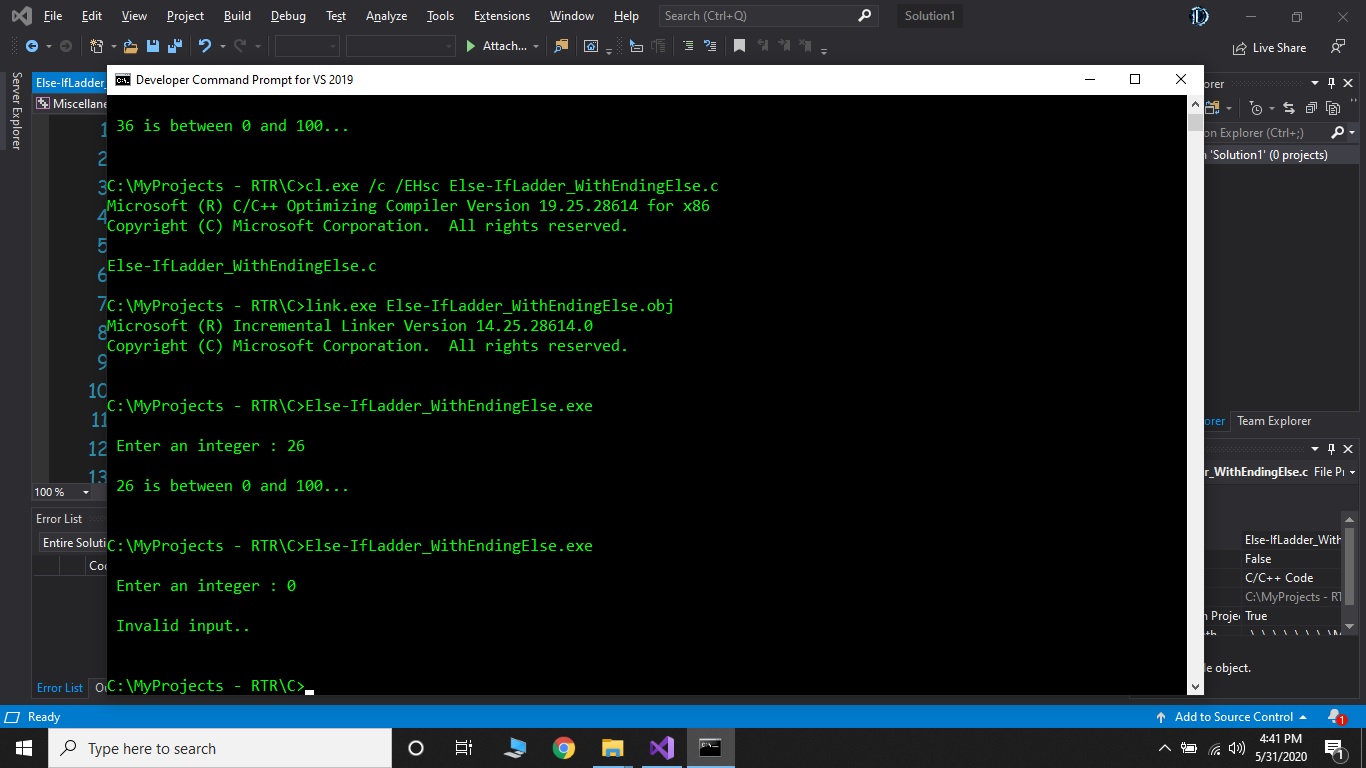 File Edit View Project Build Debug Test Analyze Tools Extensions Window Help Search (Ctrl+Q) Solution1
Attach... Live Share
Server Explorer
Else-IfLadder_
Miscellane
1
2
3
4
5
6
7
8
9
10
11
12
13
100 %
Error List
Entire Soluti
Coc
Error List
Developer Command Prompt for VS 2019
36 is between 0 and 100...
C:\MyProjects - RTR\C>cl.exe /c /EHsc Else-IfLadder_WithEndingElse.c
Microsoft (R) C/C++ Optimizing Compiler Version 19.25.28614 for x86
Copyright (C) Microsoft Corporation.  All rights reserved.
Else-IfLadder_WithEndingElse.c
C:\MyProjects - RTR\C>link.exe Else-IfLadder_WithEndingElse.obj
Microsoft (R) Incremental Linker Version 14.25.28614.0
Copyright (C) Microsoft Corporation.  All rights reserved.
C:\MyProjects - RTR\C>Else-IfLadder_WithEndingElse.exe
Enter an integer : 26
26 is between 0 and 100...
C:\MyProjects - RTR\C>Else-IfLadder_WithEndingElse.exe
Enter an integer : 0
Invalid input..
C:\MyProjects - RTR\C>
orer
on Explorer (Ctrl+;)
'Solution1' (0 projects)
orer Team Explorer
r_WithEndingElse.c File Pr
Else-IfLadder_With
False
C/C++ Code
C:\MyProjects - RT
n Proje True
le object.
Ready Add to Source Control 1
Type here to search
4:41 PM
5/31/2020
1